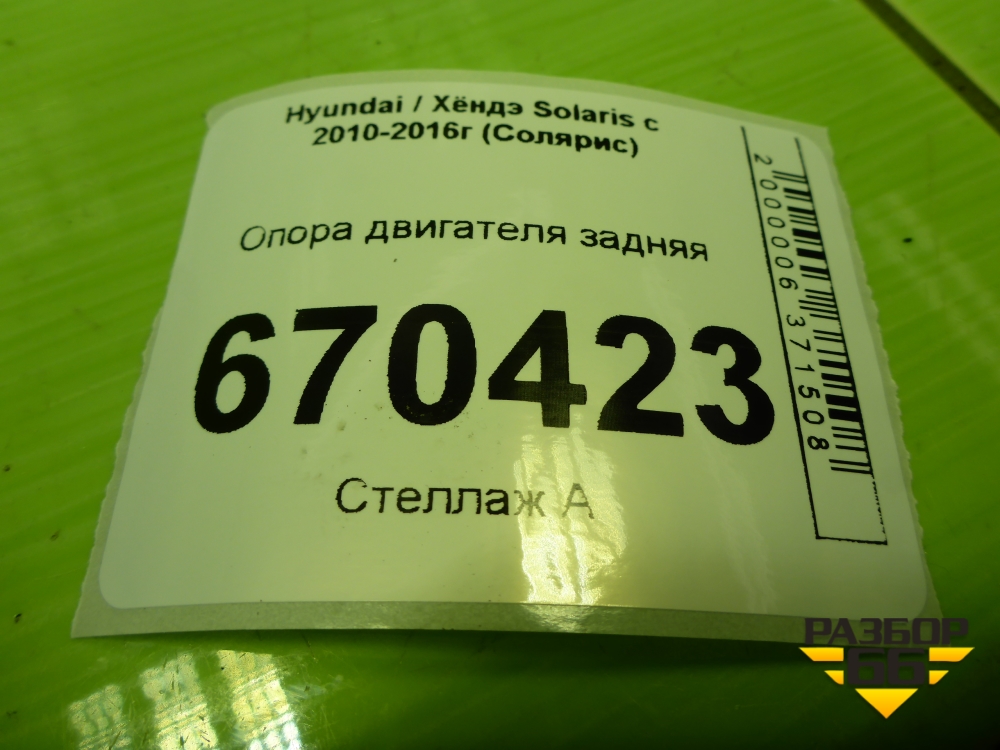 Hyundai / Хёндэ Solaris с
2010-2016г (Солярис)
Опора двигателя задняя
670423
Стеллаж А
2000006371508
РАЗБОР
66